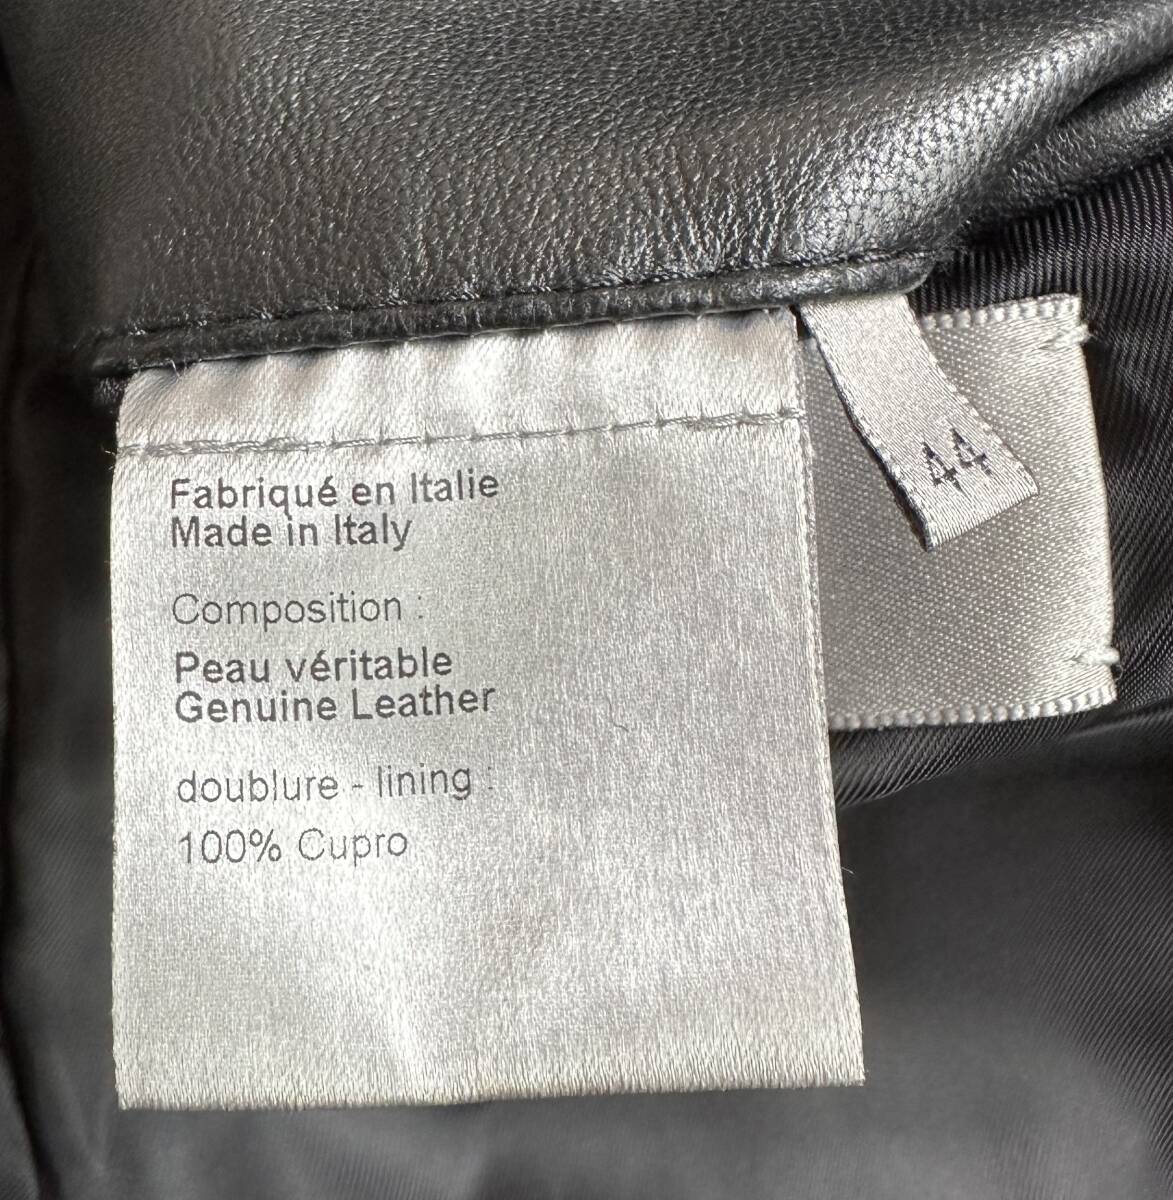 Fabriqué en Italie
Made in Italy
Composition :
Peau véritable
Genuine Leather
doublure - lining :
100% Cupro
44